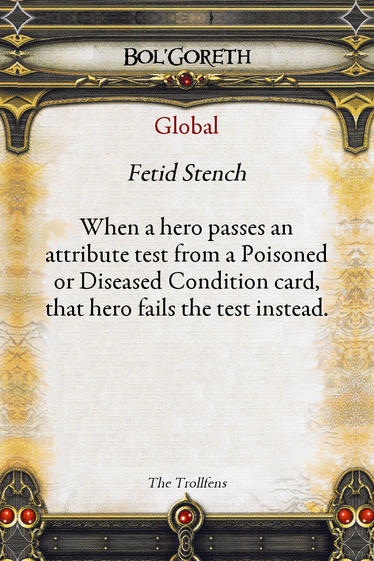 Bol'Goreth
Global
Fetid Stench
When a hero passes an
attribute test from a Poisoned
or Diseased Condition card,
that hero fails the test instead.
The Trollfens